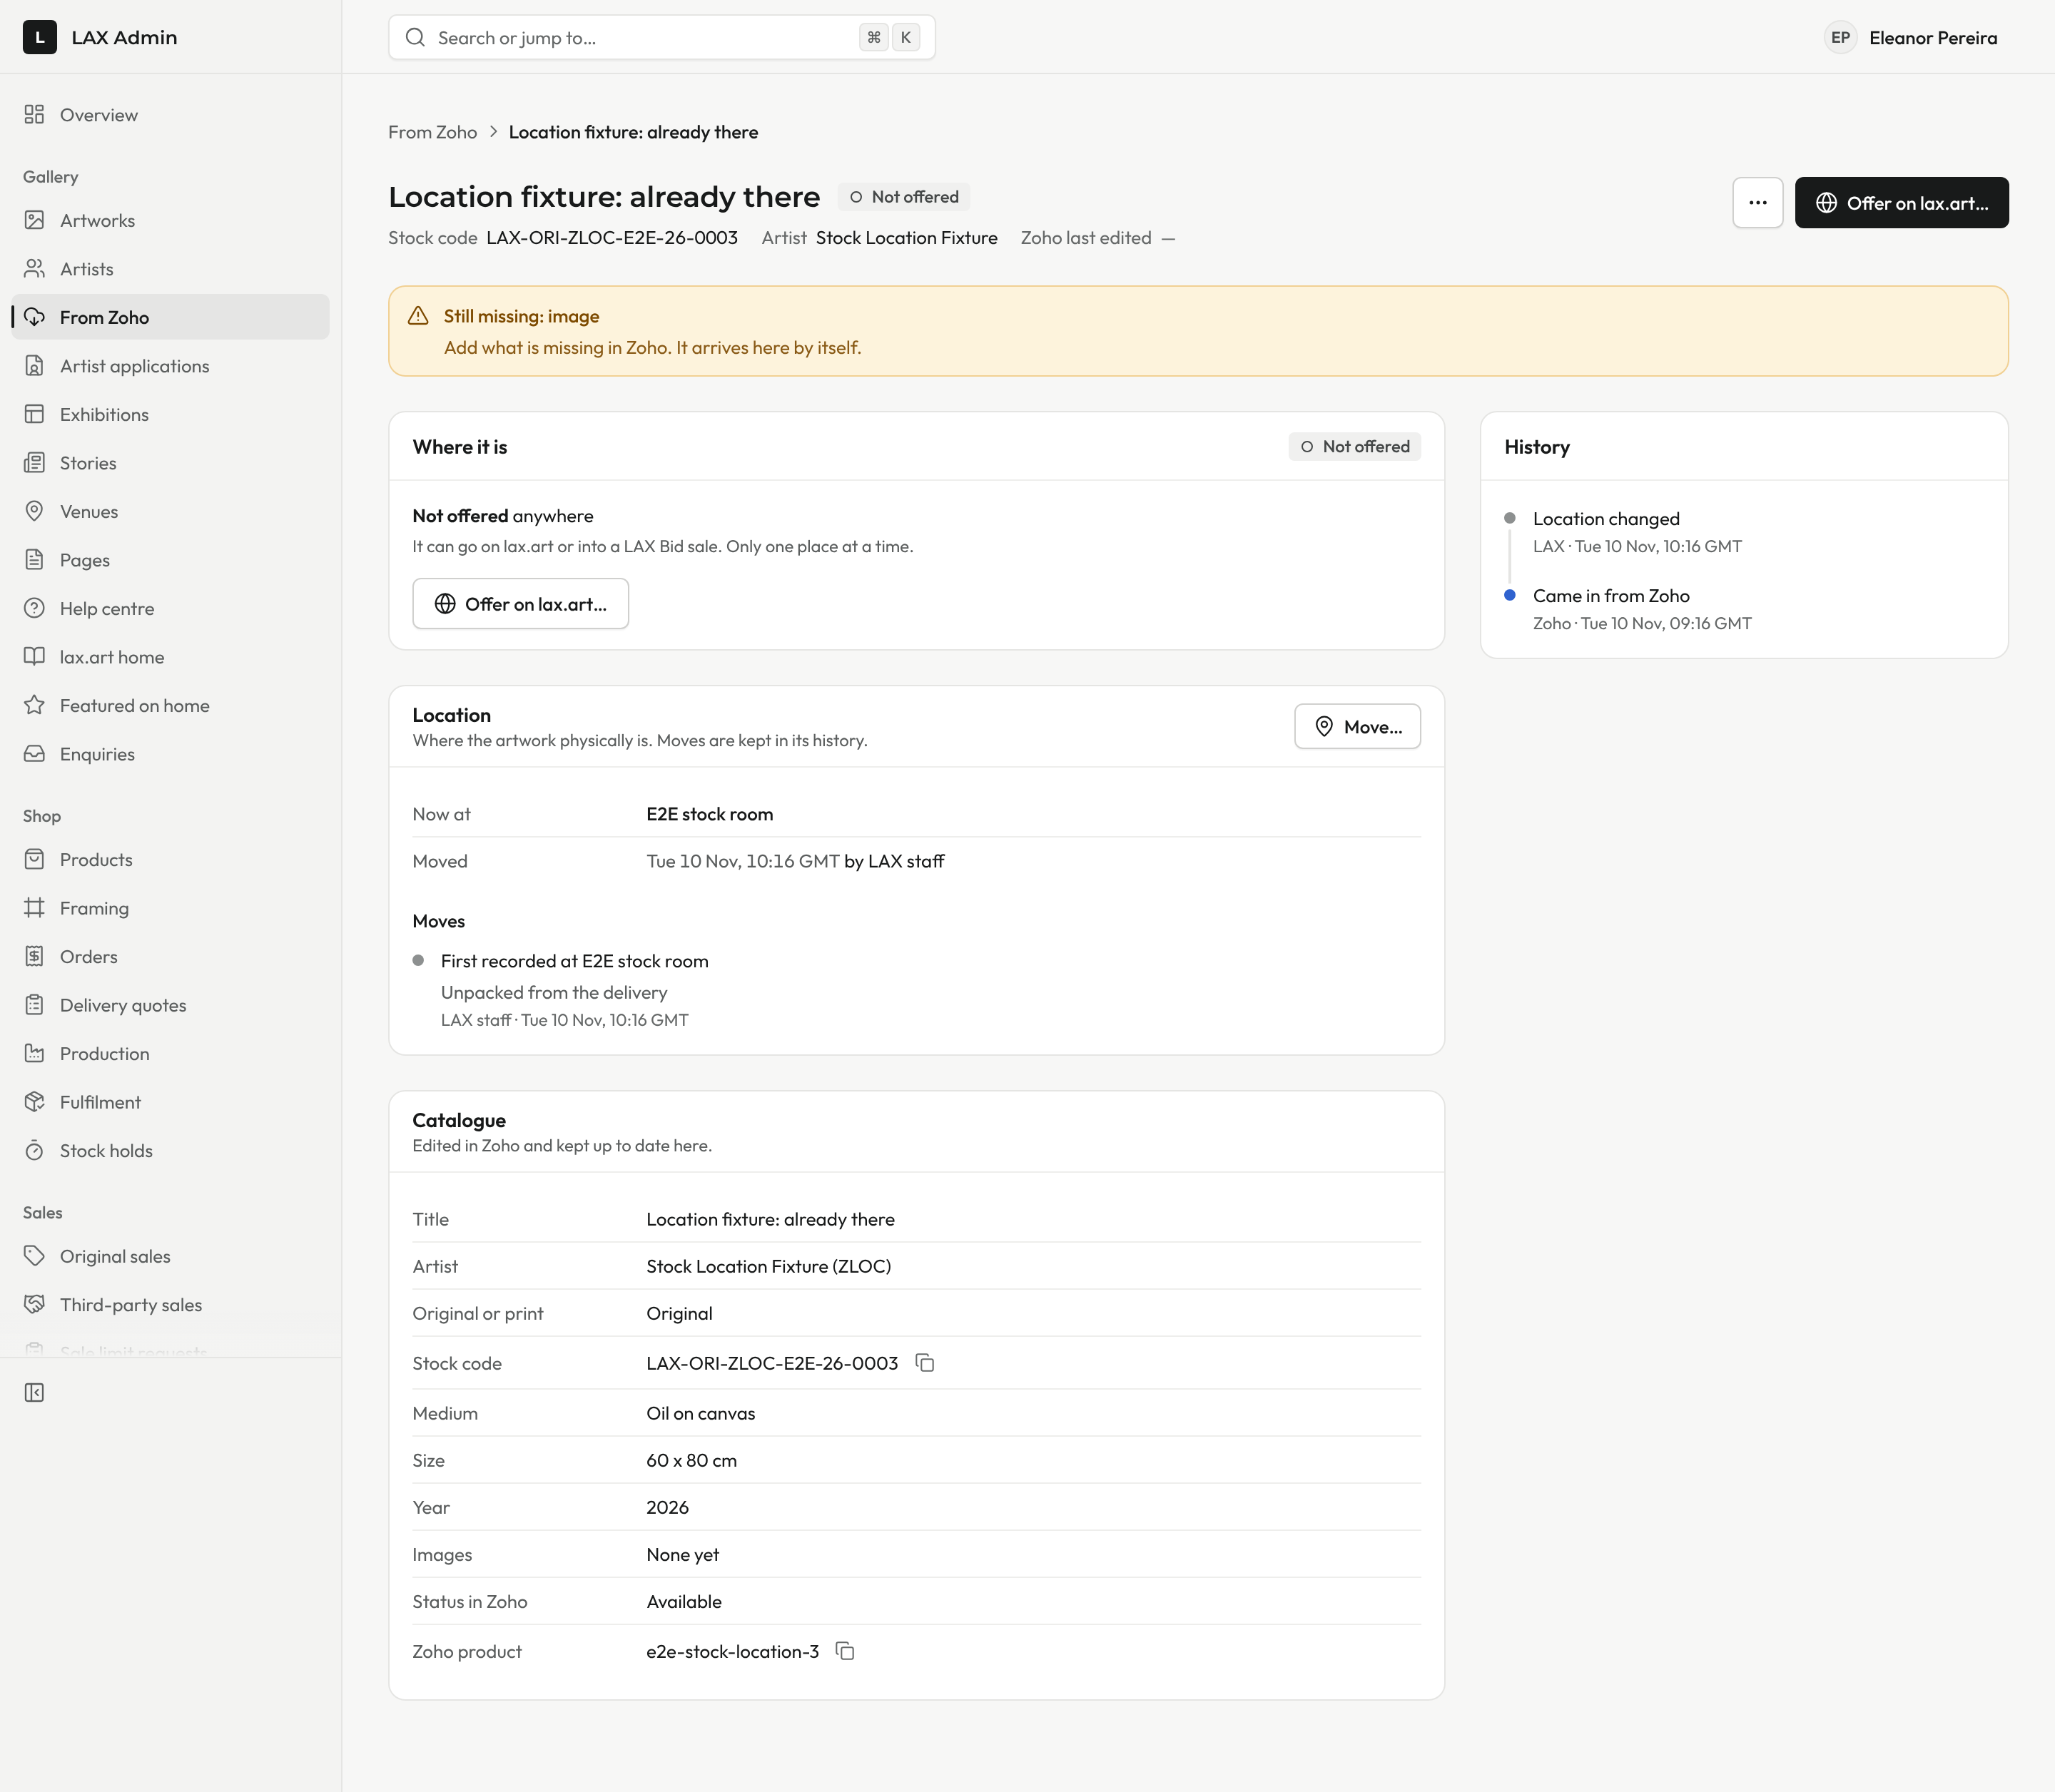 L LAX Admin
Search or jump to... ⌘ K
EP Eleanor Pereira
Overview
Gallery
Artworks
Artists
From Zoho
Artist applications
Exhibitions
Stories
Venues
Pages
Help centre
lax.art home
Featured on home
Enquiries
Shop
Products
Framing
Orders
Delivery quotes
Production
Fulfilment
Stock holds
Sales
Original sales
Third-party sales
Sale limit requests
From Zoho > Location fixture: already there
Location fixture: already there
Not offered
Offer on lax.art...
Stock code LAX-ORI-ZLOC-E2E-26-0003 Artist Stock Location Fixture Zoho last edited —
Still missing: image
Add what is missing in Zoho. It arrives here by itself.
Where it is
Not offered
Not offered anywhere
It can go on lax.art or into a LAX Bid sale. Only one place at a time.
Offer on lax.art...
History
Location changed
LAX · Tue 10 Nov, 10:16 GMT
Came in from Zoho
Zoho · Tue 10 Nov, 09:16 GMT
Location
Where the artwork physically is. Moves are kept in its history.
Move...
Now at E2E stock room
Moved Tue 10 Nov, 10:16 GMT by LAX staff
Moves
First recorded at E2E stock room
Unpacked from the delivery
LAX staff · Tue 10 Nov, 10:16 GMT
Catalogue
Edited in Zoho and kept up to date here.
Title Location fixture: already there
Artist Stock Location Fixture (ZLOC)
Original or print Original
Stock code LAX-ORI-ZLOC-E2E-26-0003
Medium Oil on canvas
Size 60 x 80 cm
Year 2026
Images None yet
Status in Zoho Available
Zoho product e2e-stock-location-3